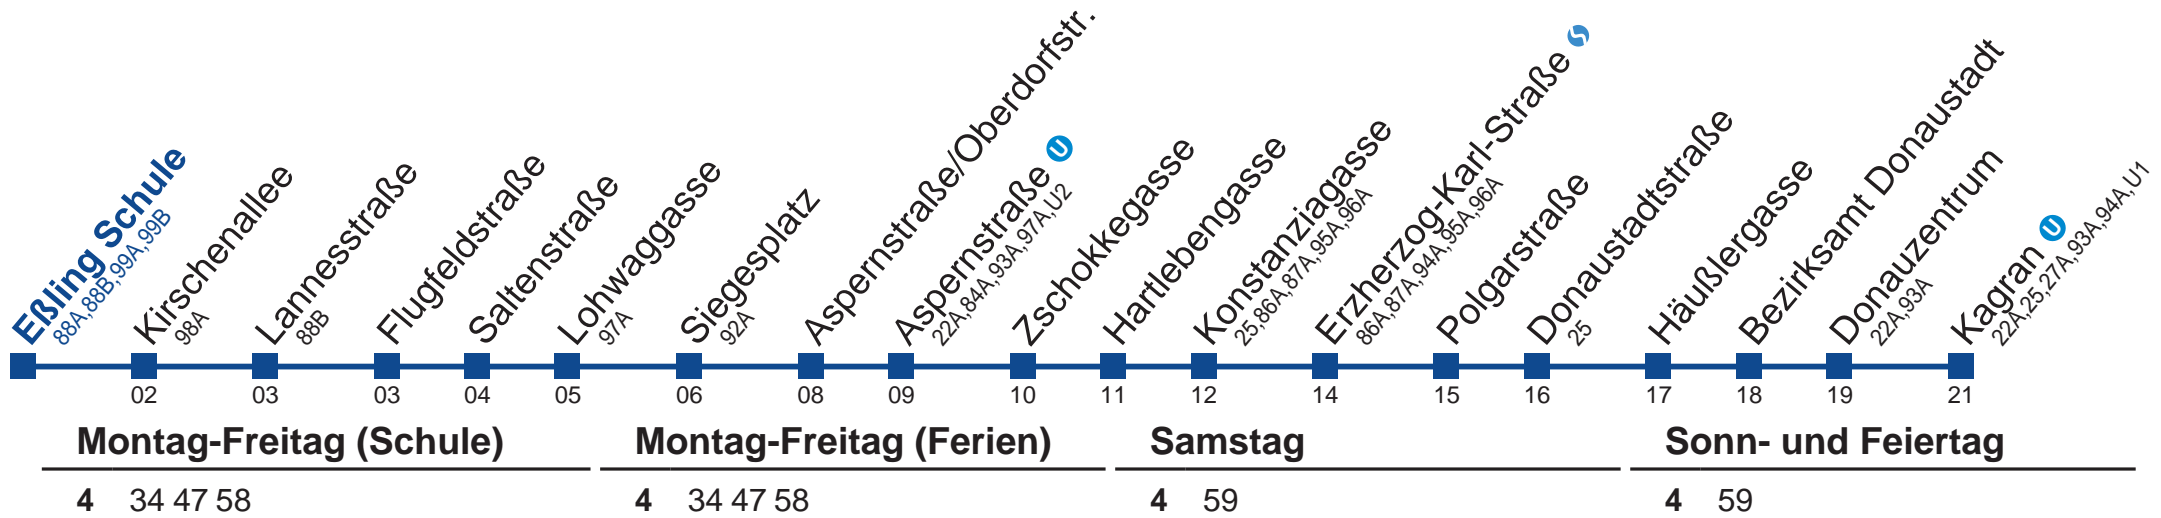 Eßling Schule
88A,88B,99A,99B
Kirschenallee
98A
Lannesstraße
88B
Flugfeldstraße
Saltenstraße
Lohwaggasse
97A
Siegesplatz
92A
Aspernstraße/Oberdorfstr.
Aspernstraße U
22A,84A,93A,97A,U2
Zschokkegasse
Hartlebengasse
Konstanziagasse
25,86A,87A,95A,96A
Erzherzog-Karl-Straße
86A,87A,94A,95A,96A
Polgarstraße
Donaustadtstraße
25
Häußlergasse
Bezirksamt Donaustadt
Donauzentrum
22A,93A
Kagran U
22A,25,27A,93A,94A,U1
02 03 03 04 05 06 08 09 10 11 12 14 15 16 17 18 19 21
Montag-Freitag (Schule) Montag-Freitag (Ferien) Samstag Sonn- und Feiertag
4 34 47 58 4 34 47 58 4 59 4 59